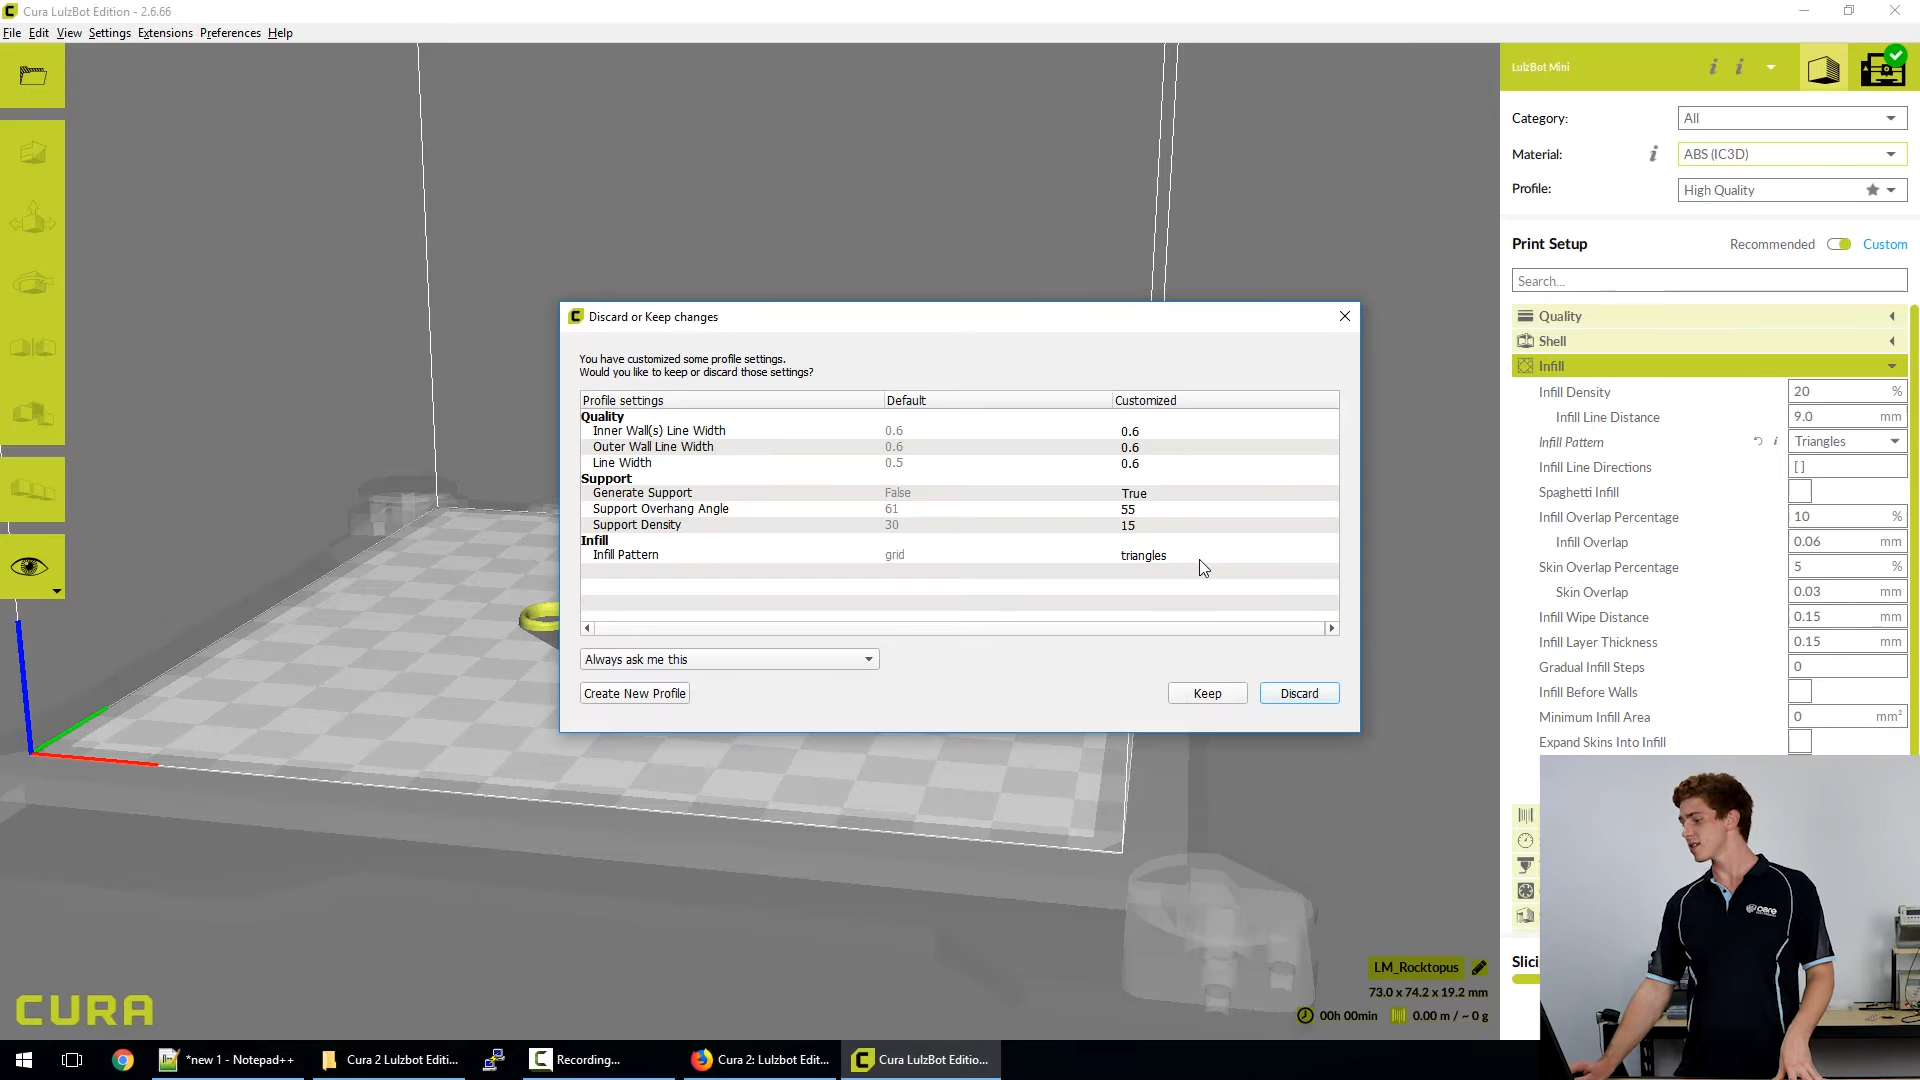 Cura LulzBot Edition - 2.6.66
File Edit View Settings Extensions Preferences Help
LulzBot Mini
Category: All
Material: ABS (IC3D)
Profile: High Quality
Print Setup Recommended Custom
Search...
Quality
Shell
Infill
Infill Density 20 %
Infill Line Distance 9.0 mm
Infill Pattern Triangles
Infill Line Directions [ ]
Spaghetti Infill
Infill Overlap Percentage 10 %
Infill Overlap 0.06 mm
Skin Overlap Percentage 5 %
Skin Overlap 0.03 mm
Infill Wipe Distance 0.15 mm
Infill Layer Thickness 0.15 mm
Gradual Infill Steps 0
Infill Before Walls
Minimum Infill Area 0 mm²
Expand Skins Into Infill
Slici
Discard or Keep changes
You have customized some profile settings.
Would you like to keep or discard those settings?
Profile settings Default Customized
Quality
Inner Wall(s) Line Width 0.6 0.6
Outer Wall Line Width 0.6 0.6
Line Width 0.5 0.6
Support
Generate Support False True
Support Overhang Angle 61 55
Support Density 30 15
Infill
Infill Pattern grid triangles
Always ask me this
Create New Profile Keep Discard
LM_Rocktopus
73.0 x 74.2 x 19.2 mm
00h 00min 0.00 m / ~ 0 g
CURA
core
*new 1 - Notepad++ Cura 2 Lulzbot Editi... Recording... Cura 2: Lulzbot Edit... Cura LulzBot Editio...